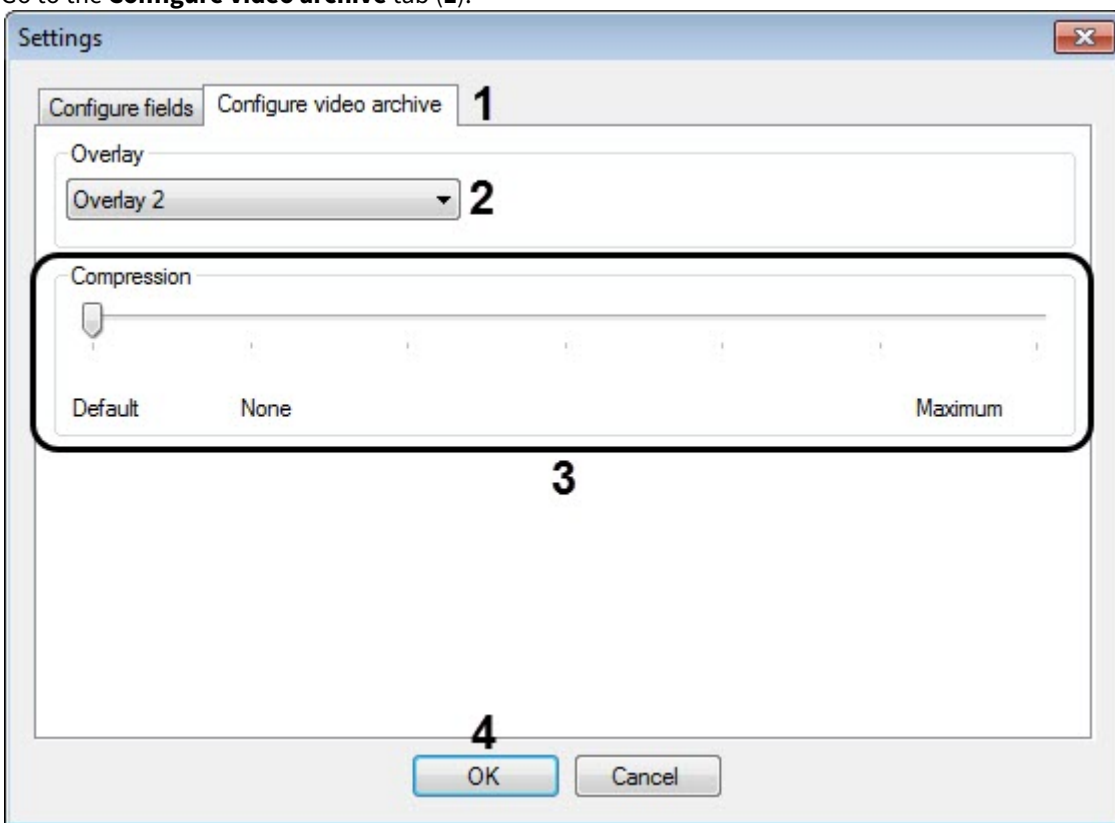 Go to the Configure video archive tab (1).
Settings
Configure fields Configure video archive 1
Overlay
Overlay 2 2
Compression
Default None Maximum
3
4
OK Cancel